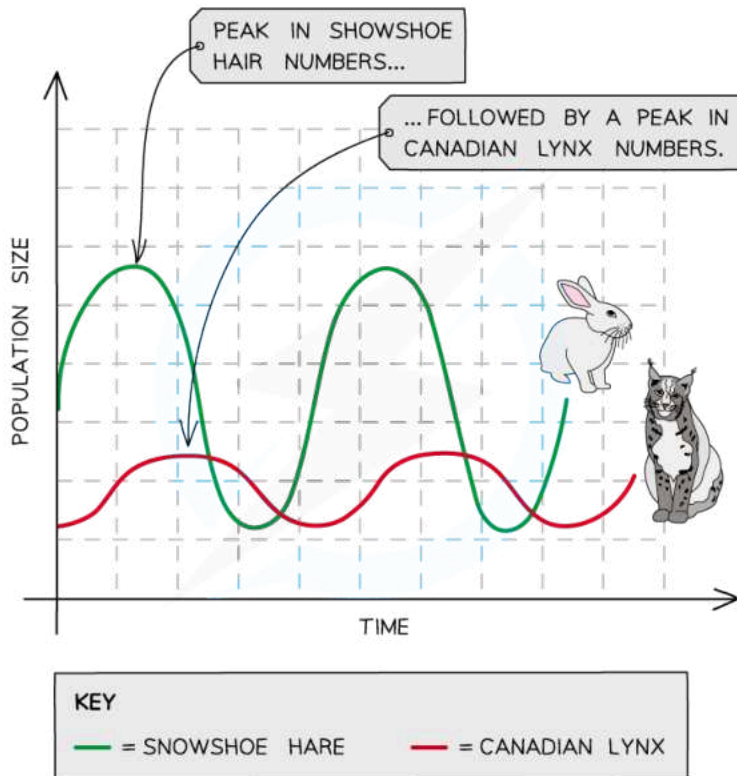 PEAK IN SHOWSHOE
HAIR NUMBERS...
...FOLLOWED BY A PEAK IN
CANADIAN LYNX NUMBERS.
POPULATION SIZE
TIME
KEY
= SNOWSHOE HARE
= CANADIAN LYNX